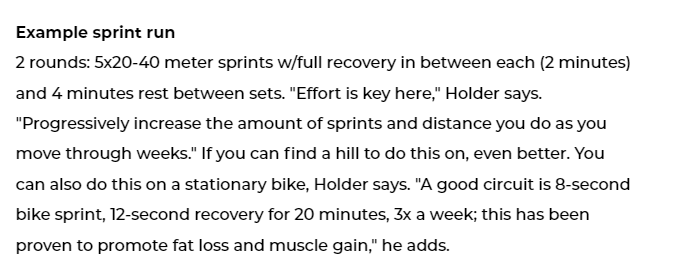 Example sprint run
2 rounds: 5x20-40 meter sprints w/full recovery in between each (2 minutes)
and 4 minutes rest between sets. "Effort is key here," Holder says.
"Progressively increase the amount of sprints and distance you do as you
move through weeks." If you can find a hill to do this on, even better. You
can also do this on a stationary bike, Holder says. "A good circuit is 8-second
bike sprint, 12-second recovery for 20 minutes, 3x a week; this has been
proven to promote fat loss and muscle gain," he adds.